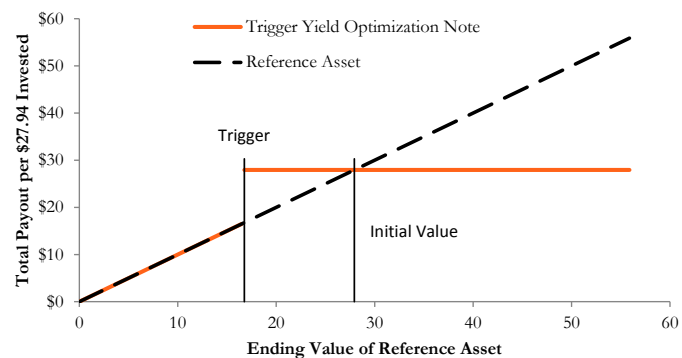 $60
$50
$40
$30
$20
$10
$0
Total Payout per $27.94 Invested
Trigger Yield Optimization Note
Reference Asset
Trigger
Initial Value
0
10
20
30
40
50
60
Ending Value of Reference Asset